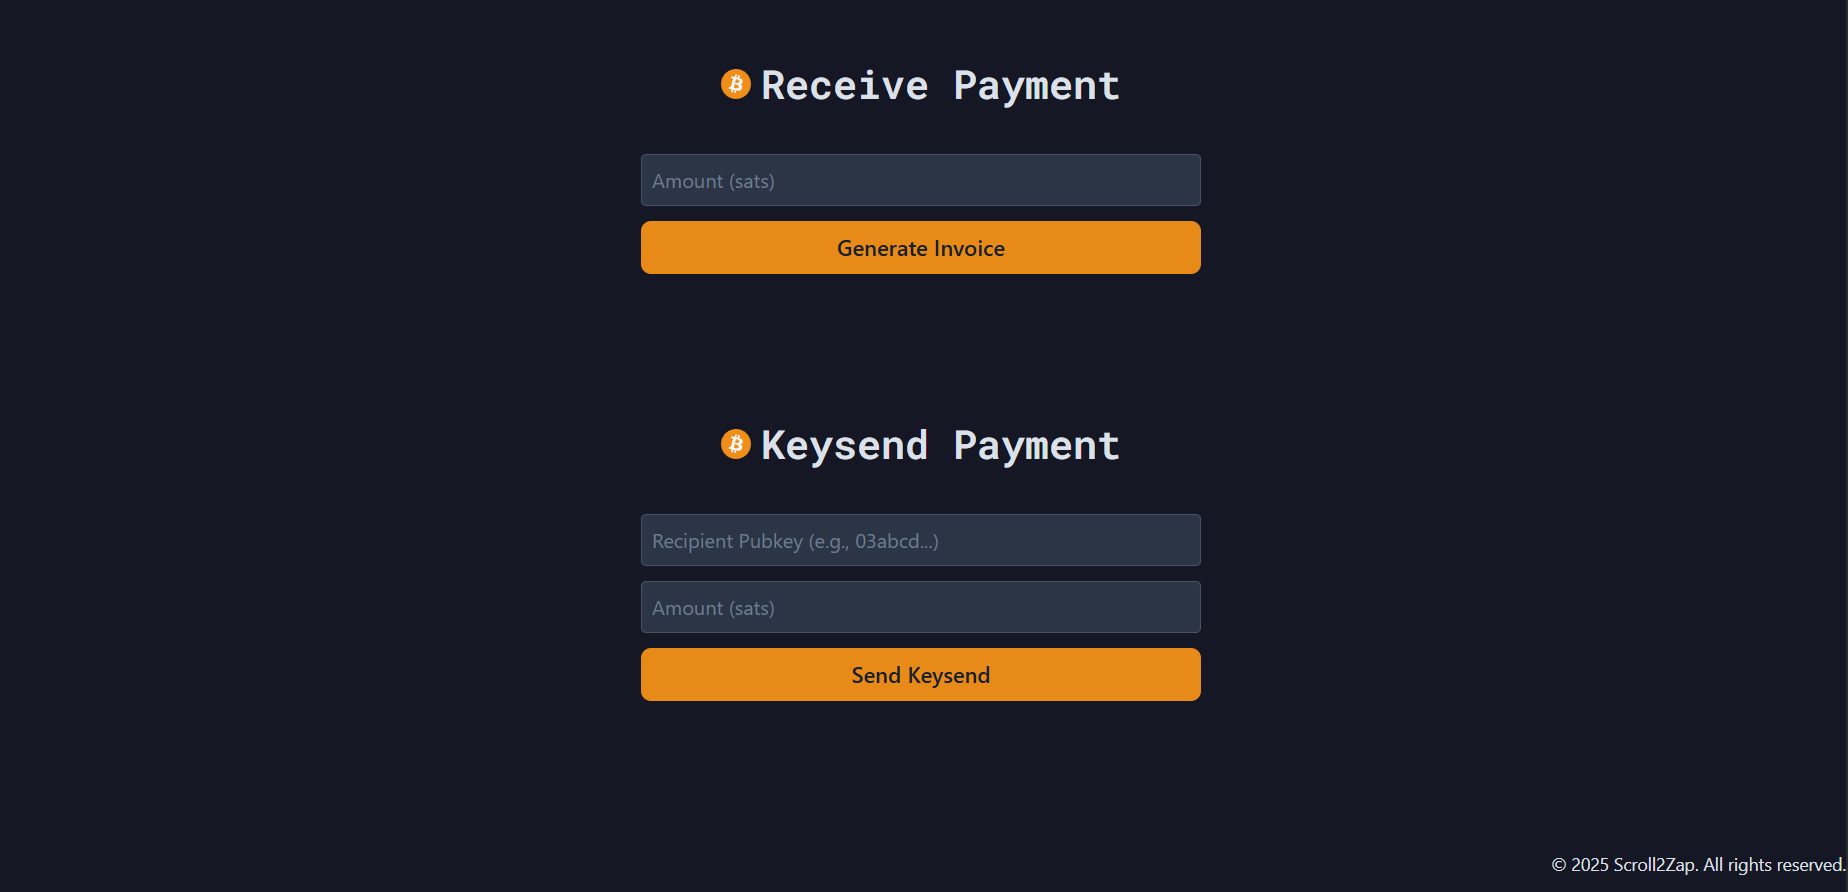 Receive Payment
Amount (sats)
Generate Invoice
Keysend Payment
Recipient Pubkey (e.g., 03abcd...)
Amount (sats)
Send Keysend
© 2025 Scroll2Zap. All rights reserved.